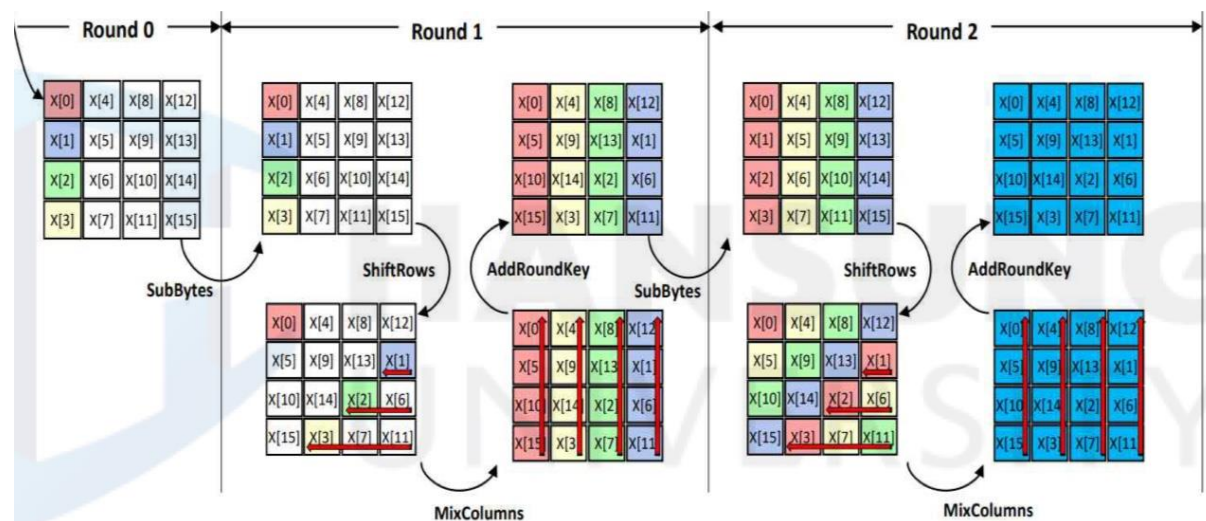 Round 0
Round 1
Round 2
X[0] X[4] X[8] X[12]
X[1] X[5] X[9] X[13]
X[2] X[6] X[10] X[14]
X[3] X[7] X[11] X[15]
SubBytes
X[0] X[4] X[8] X[12]
X[1] X[5] X[9] X[13]
X[2] X[6] X[10] X[14]
X[3] X[7] X[11] X[15]
ShiftRows
X[0] X[4] X[8] X[12]
X[5] X[9] X[13] X[1]
X[10] X[14] X[2] X[6]
X[15] X[3] X[7] X[11]
MixColumns
X[0] X[4] X[8] X[12]
X[5] X[9] X[13] X[1]
X[10] X[14] X[2] X[6]
X[15] X[3] X[7] X[11]
AddRoundKey
X[0] X[4] X[8] X[12]
X[5] X[9] X[13] X[1]
X[10] X[14] X[2] X[6]
X[15] X[3] X[7] X[11]
SubBytes
X[0] X[4] X[8] X[12]
X[1] X[5] X[9] X[13]
X[2] X[6] X[10] X[14]
X[3] X[7] X[11] X[15]
ShiftRows
X[0] X[4] X[8] X[12]
X[5] X[9] X[13] X[1]
X[10] X[14] X[2] X[6]
X[15] X[3] X[7] X[11]
MixColumns
X[0] X[4] X[8] X[12]
X[5] X[9] X[13] X[1]
X[10] X[14] X[2] X[6]
X[15] X[3] X[7] X[11]
AddRoundKey
X[0] X[4] X[8] X[12]
X[5] X[9] X[13] X[1]
X[10] X[14] X[2] X[6]
X[15] X[3] X[7] X[11]
HANSUNG
UNIVERSITY